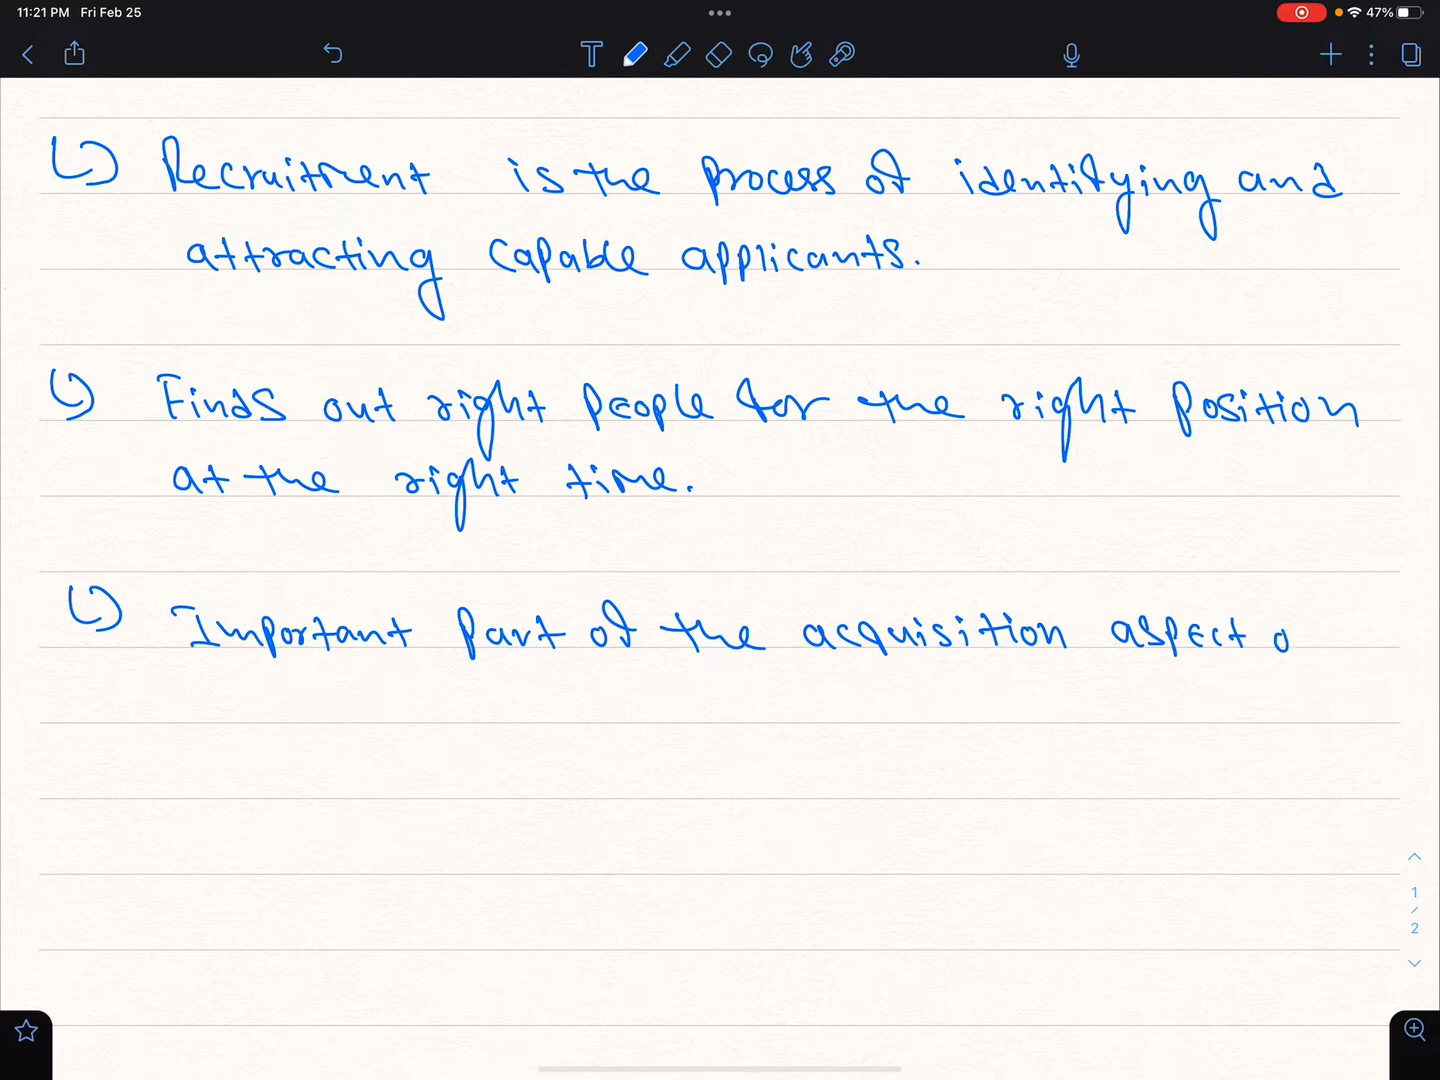 11:21 PM Fri Feb 25
47%
Recruitment is the process of identifying and
attracting capable applicants.
Finds out right people for the right position
at the right time.
Important part of the acquisition aspect o
1
/
2